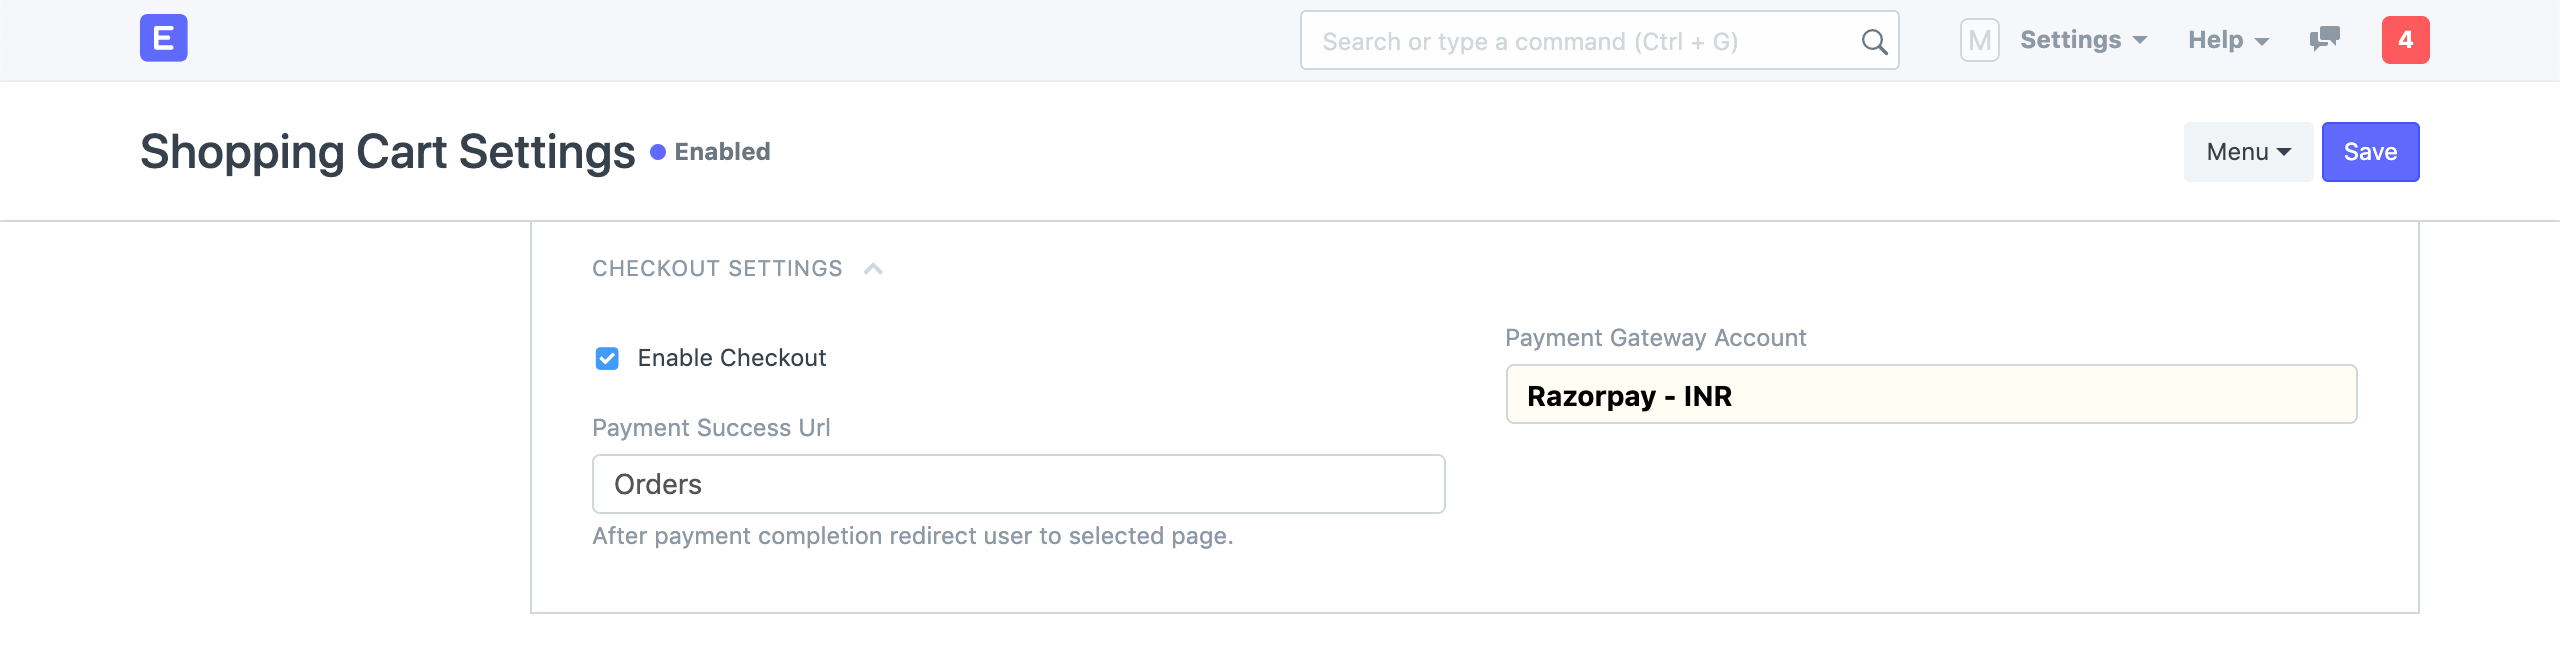 E
Search or type a command (Ctrl + G)
M
Settings
Help
4
Shopping Cart Settings
Enabled
Menu
Save
CHECKOUT SETTINGS
Enable Checkout
Payment Success Url
Orders
After payment completion redirect user to selected page.
Payment Gateway Account
Razorpay - INR